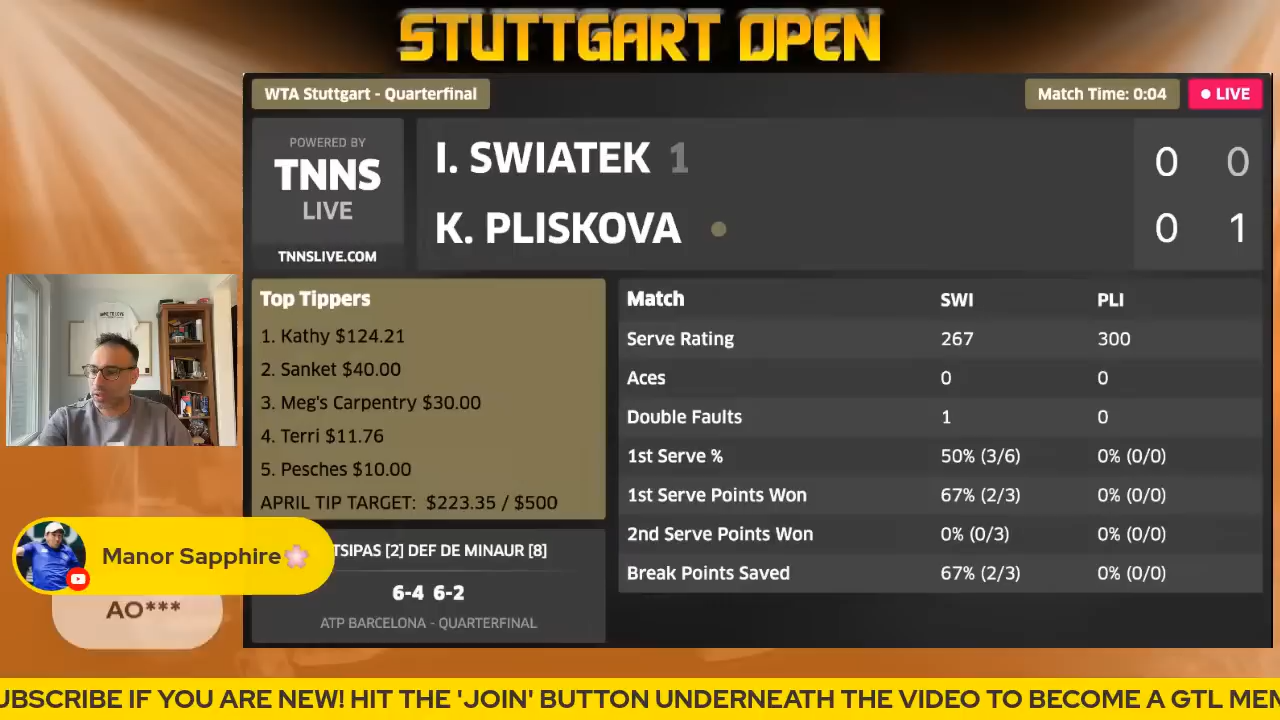 STUTTGART OPEN
WTA Stuttgart - Quarterfinal
Match Time: 0:04
LIVE
POWERED BY
TNNS
LIVE
TNNSLIVE.COM
I. SWIATEK 1 0 0
K. PLISKOVA 0 1
Top Tippers
1. Kathy $124.21
2. Sanket $40.00
3. Meg's Carpentry $30.00
4. Terri $11.76
5. Pesches $10.00
APRIL TIP TARGET: $223.35 / $500
Match SWI PLI
Serve Rating 267 300
Aces 0 0
Double Faults 1 0
1st Serve % 50% (3/6) 0% (0/0)
1st Serve Points Won 67% (2/3) 0% (0/0)
2nd Serve Points Won 0% (0/3) 0% (0/0)
Break Points Saved 67% (2/3) 0% (0/0)
Manor Sapphire🌸
AO***
TSIPAS [2] DEF DE MINAUR [8]
6-4 6-2
ATP BARCELONA - QUARTERFINAL
UBSCRIBE IF YOU ARE NEW! HIT THE 'JOIN' BUTTON UNDERNEATH THE VIDEO TO BECOME A GTL MEM